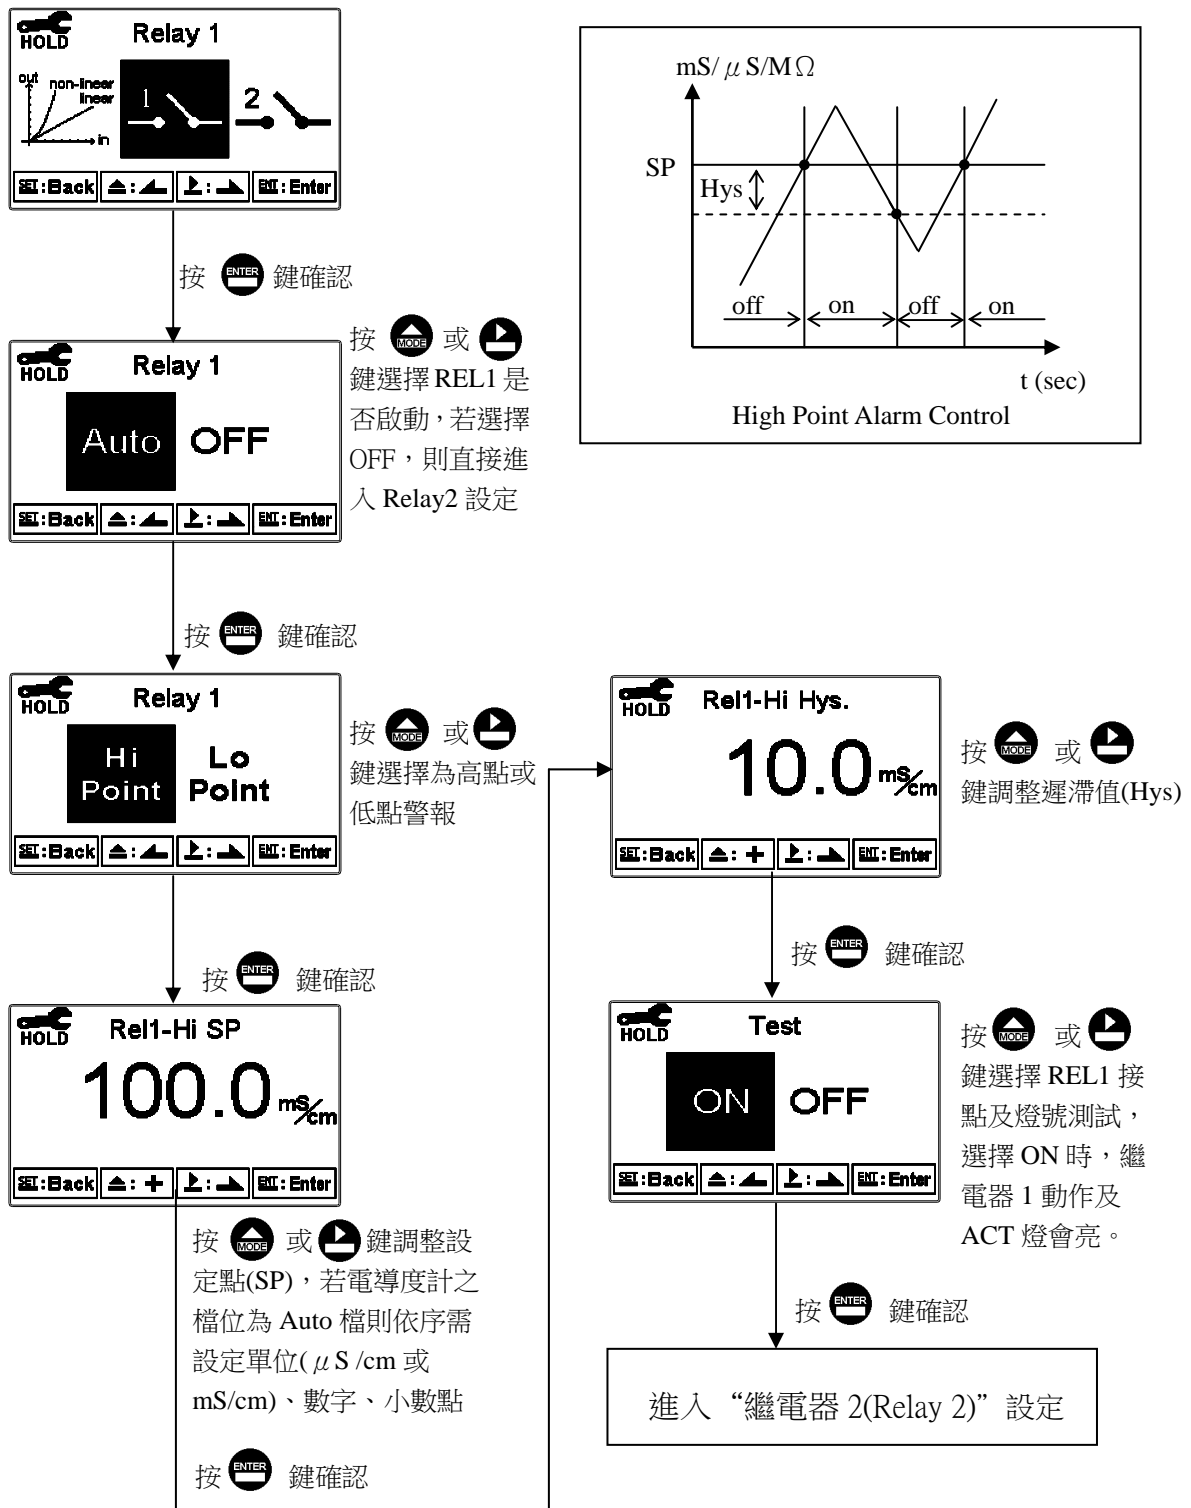 HOLD
Relay 1
out
non-linear
linear
in
1
2
SET:Back
:
:
ENT:Enter
按 ENTER 鍵確認
HOLD
Relay 1
Auto OFF
SET:Back
:
:
ENT:Enter
按 MODE 或
鍵選擇 REL1 是
否啟動，若選擇
OFF，則直接進
入 Relay2 設定
按 ENTER 鍵確認
HOLD
Relay 1
Hi
Point
Lo
Point
SET:Back
:
:
ENT:Enter
按 MODE 或
鍵選擇為高點或
低點警報
按 ENTER 鍵確認
HOLD
Rel1-Hi SP
100.0 mS/cm
SET:Back
: +
:
ENT:Enter
按 MODE 或 鍵調整設
定點(SP)，若電導度計之
檔位為 Auto 檔則依序需
設定單位(μS /cm 或
mS/cm)、數字、小數點
按 ENTER 鍵確認
mS/μS/MΩ
SP
Hys
off on off on
t (sec)
High Point Alarm Control
HOLD
Rel1-Hi Hys.
10.0 mS/cm
SET:Back
: +
:
ENT:Enter
按 MODE 或
鍵調整遲滯值(Hys)
按 ENTER 鍵確認
HOLD
Test
ON OFF
SET:Back
:
:
ENT:Enter
按 MODE 或
鍵選擇 REL1 接
點及燈號測試，
選擇 ON 時，繼
電器 1 動作及
ACT 燈會亮。
按 ENTER 鍵確認
進入“繼電器 2(Relay 2)”設定